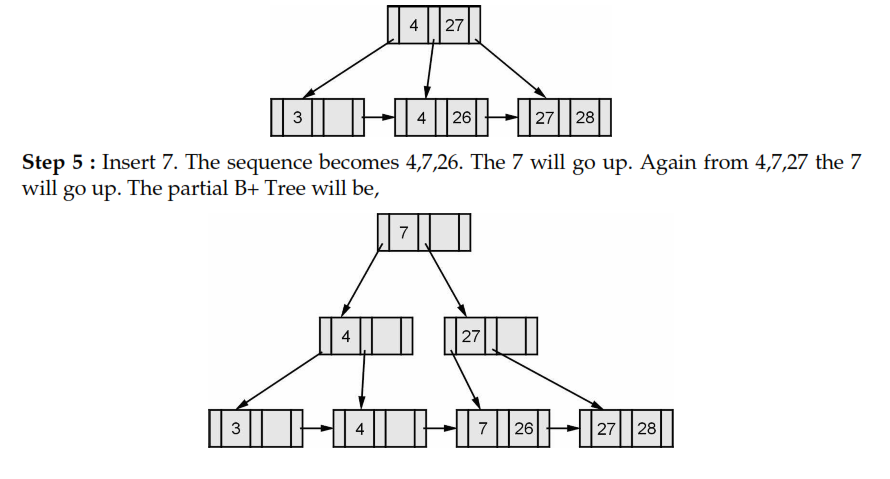 4 27
3 4 26 27 28
Step 5 : Insert 7. The sequence becomes 4,7,26. The 7 will go up. Again from 4,7,27 the 7
will go up. The partial B+ Tree will be,
7
4 27
3 4 7 26 27 28